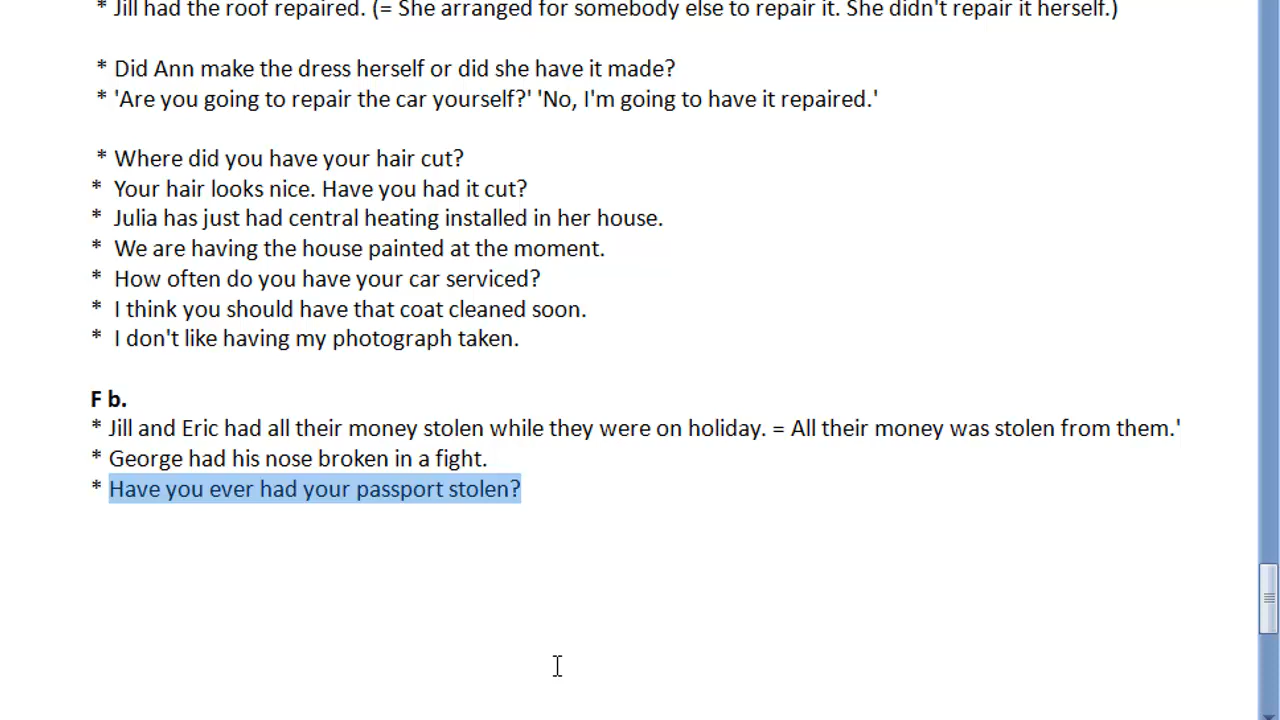 * Jill had the roof repaired. (= She arranged for somebody else to repair it. She didn't repair it herself.)
* Did Ann make the dress herself or did she have it made?
* 'Are you going to repair the car yourself?' 'No, I'm going to have it repaired.'
* Where did you have your hair cut?
* Your hair looks nice. Have you had it cut?
* Julia has just had central heating installed in her house.
* We are having the house painted at the moment.
* How often do you have your car serviced?
* I think you should have that coat cleaned soon.
* I don't like having my photograph taken.
F b.
* Jill and Eric had all their money stolen while they were on holiday. = All their money was stolen from them.'
* George had his nose broken in a fight.
* Have you ever had your passport stolen?